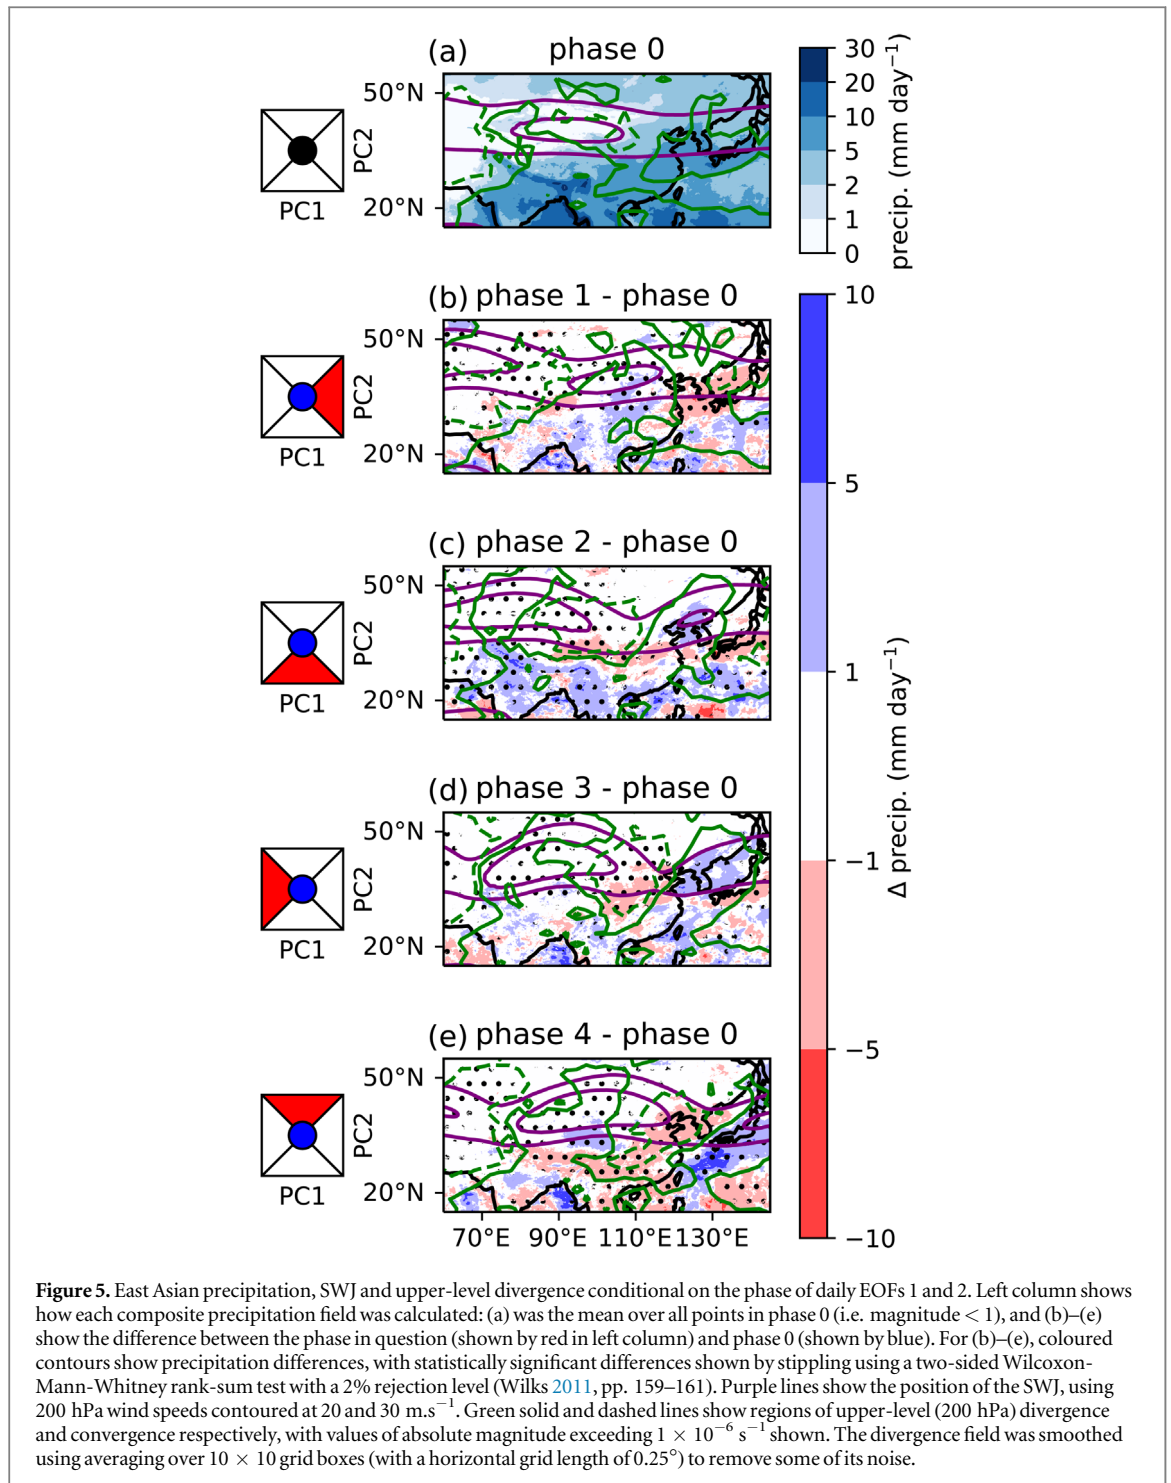 (a) phase 0
50°N
20°N
PC2
PC1
30
20
10
5
2
1
0
precip. (mm day−1)
(b) phase 1 - phase 0
50°N
20°N
PC2
PC1
(c) phase 2 - phase 0
50°N
20°N
PC2
PC1
(d) phase 3 - phase 0
50°N
20°N
PC2
PC1
(e) phase 4 - phase 0
50°N
20°N
PC2
PC1
70°E 90°E 110°E 130°E
10
5
1
−1
−5
−10
Δ precip. (mm day−1)
Figure 5. East Asian precipitation, SWJ and upper-level divergence conditional on the phase of daily EOFs 1 and 2. Left column shows
how each composite precipitation field was calculated: (a) was the mean over all points in phase 0 (i.e. magnitude < 1), and (b)–(e)
show the difference between the phase in question (shown by red in left column) and phase 0 (shown by blue). For (b)–(e), coloured
contours show precipitation differences, with statistically significant differences shown by stippling using a two-sided Wilcoxon-
Mann-Whitney rank-sum test with a 2% rejection level (Wilks 2011, pp. 159–161). Purple lines show the position of the SWJ, using
200 hPa wind speeds contoured at 20 and 30 m.s−1. Green solid and dashed lines show regions of upper-level (200 hPa) divergence
and convergence respectively, with values of absolute magnitude exceeding 1 × 10−6 s−1 shown. The divergence field was smoothed
using averaging over 10 × 10 grid boxes (with a horizontal grid length of 0.25°) to remove some of its noise.